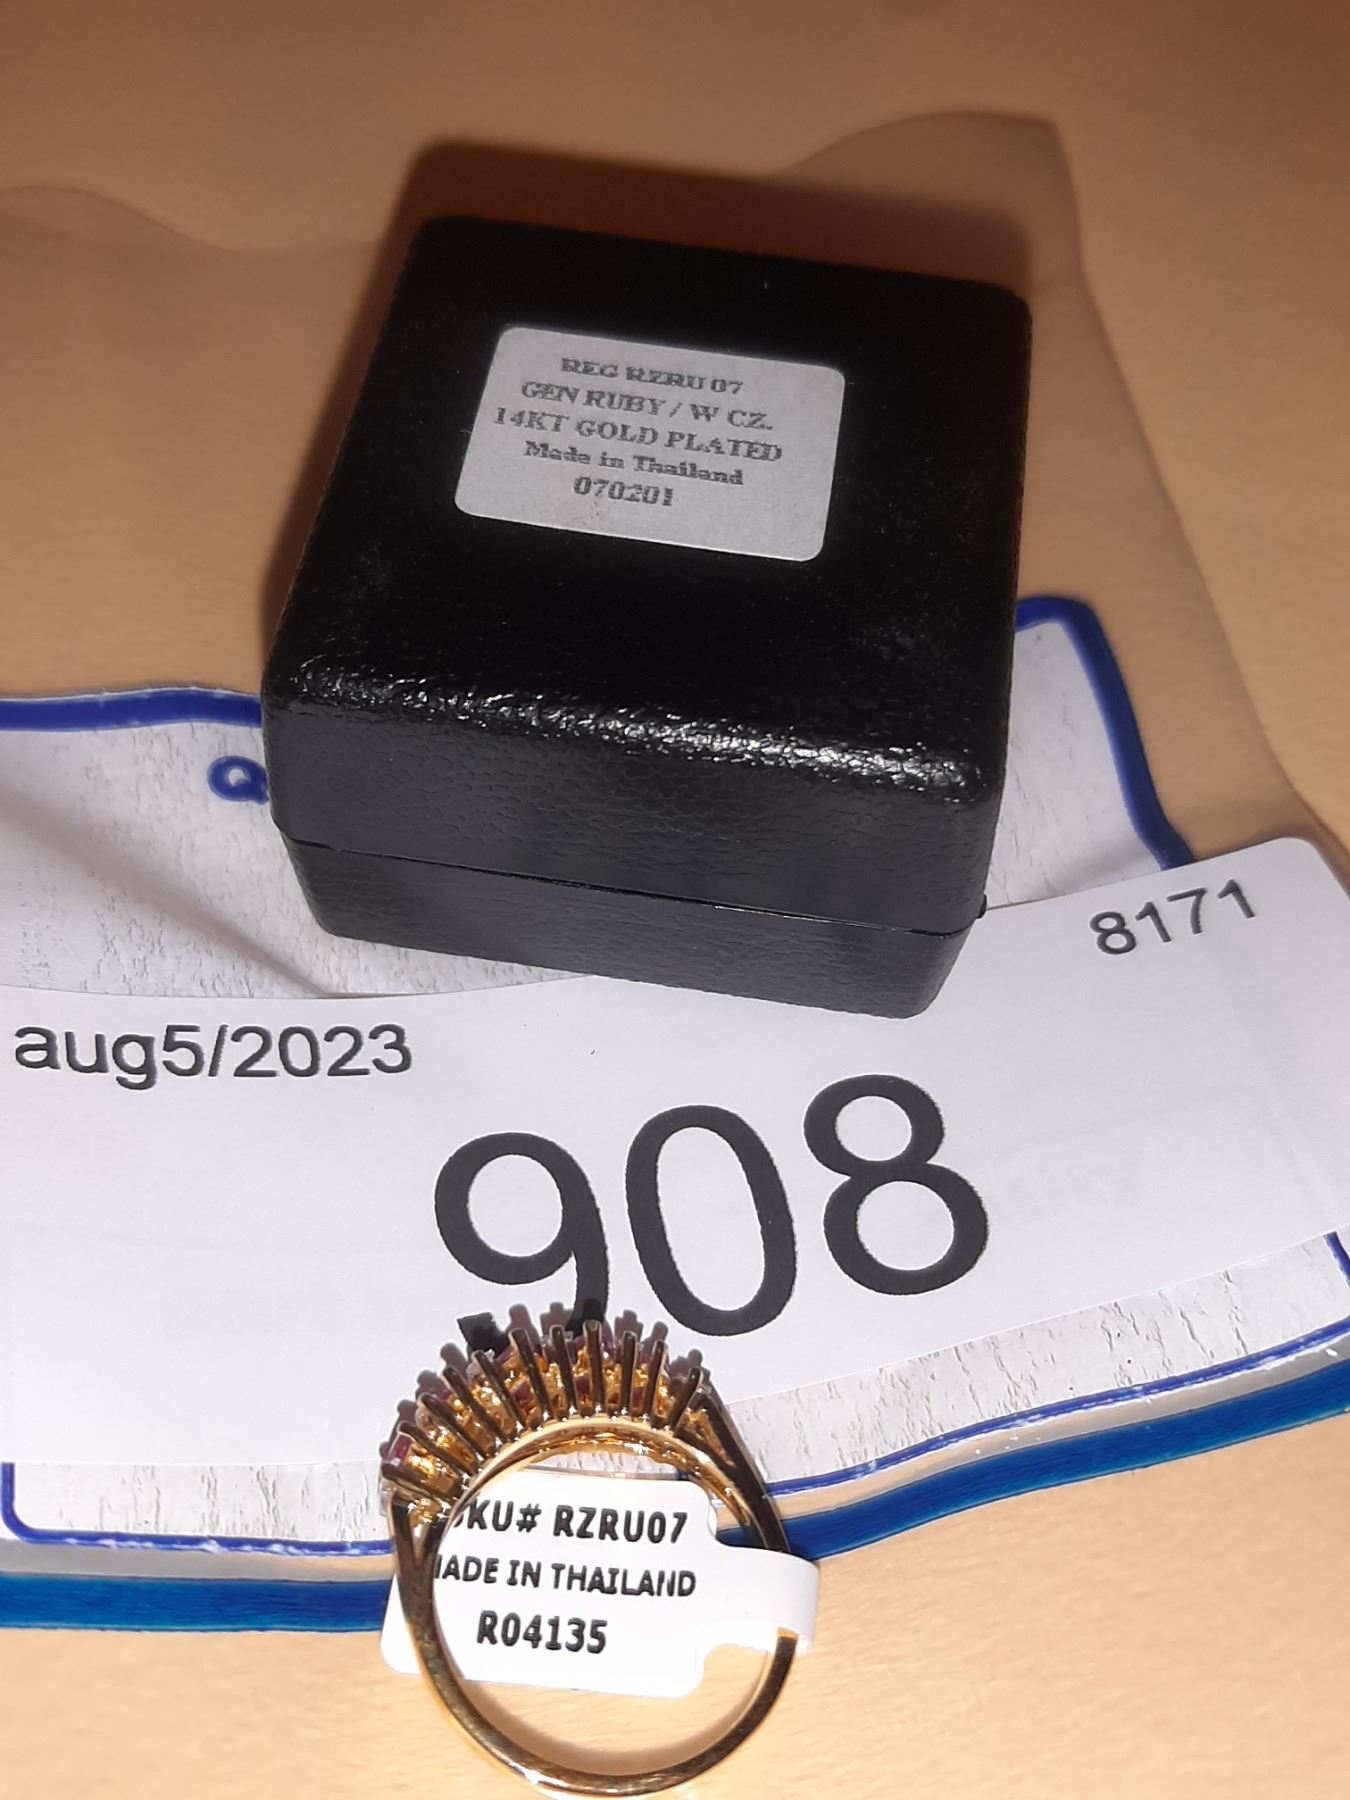 REG RZRU 07
GEN RUBY / W CZ.
14KT GOLD PLATED
Made in Thailand
070201
Q
8171
aug5/2023
908
KU# RZRU07
ADE IN THAILAND
R04135